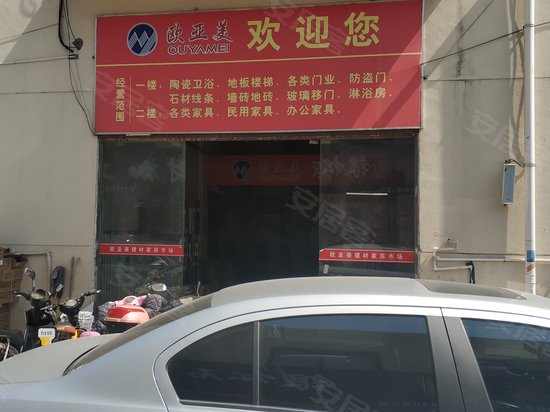 欧亚美
OUYAMEI
欢迎您
经营范围
一楼：陶瓷卫浴、地板楼梯、各类门业、防盗门、
石材线条、墙砖地砖、玻璃移门、淋浴房、
二楼：各类家具、民用家具、办公家具、
欧亚美建材家居市场
欧亚美建材家居市场
安居客